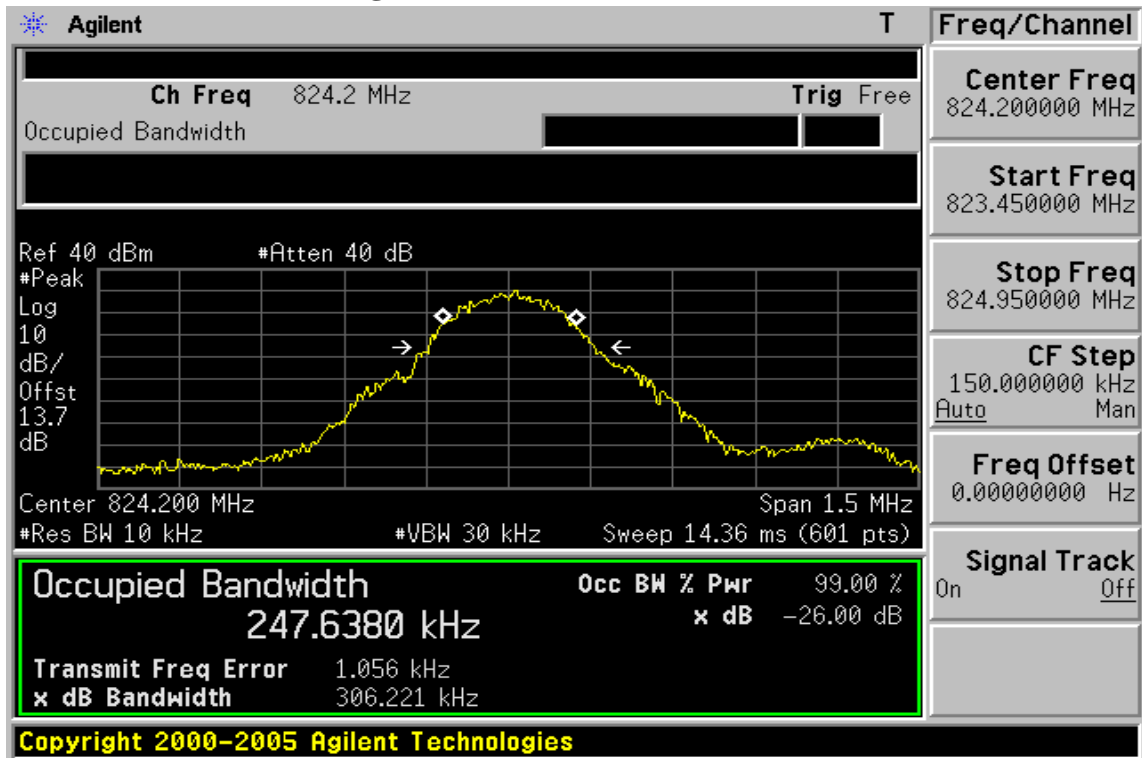 Agilent T Freq/Channel
Ch Freq 824.2 MHz Trig Free
Occupied Bandwidth
Center Freq
824.200000 MHz
Start Freq
823.450000 MHz
Stop Freq
824.950000 MHz
CF Step
150.000000 kHz
Auto Man
Freq Offset
0.00000000 Hz
Signal Track
On Off
Ref 40 dBm #Atten 40 dB
#Peak
Log
10
dB/
Offst
13.7
dB
Center 824.200 MHz Span 1.5 MHz
#Res BW 10 kHz #VBW 30 kHz Sweep 14.36 ms (601 pts)
Occupied Bandwidth Occ BW % Pwr 99.00 %
247.6380 kHz x dB -26.00 dB
Transmit Freq Error 1.056 kHz
x dB Bandwidth 306.221 kHz
Copyright 2000-2005 Agilent Technologies